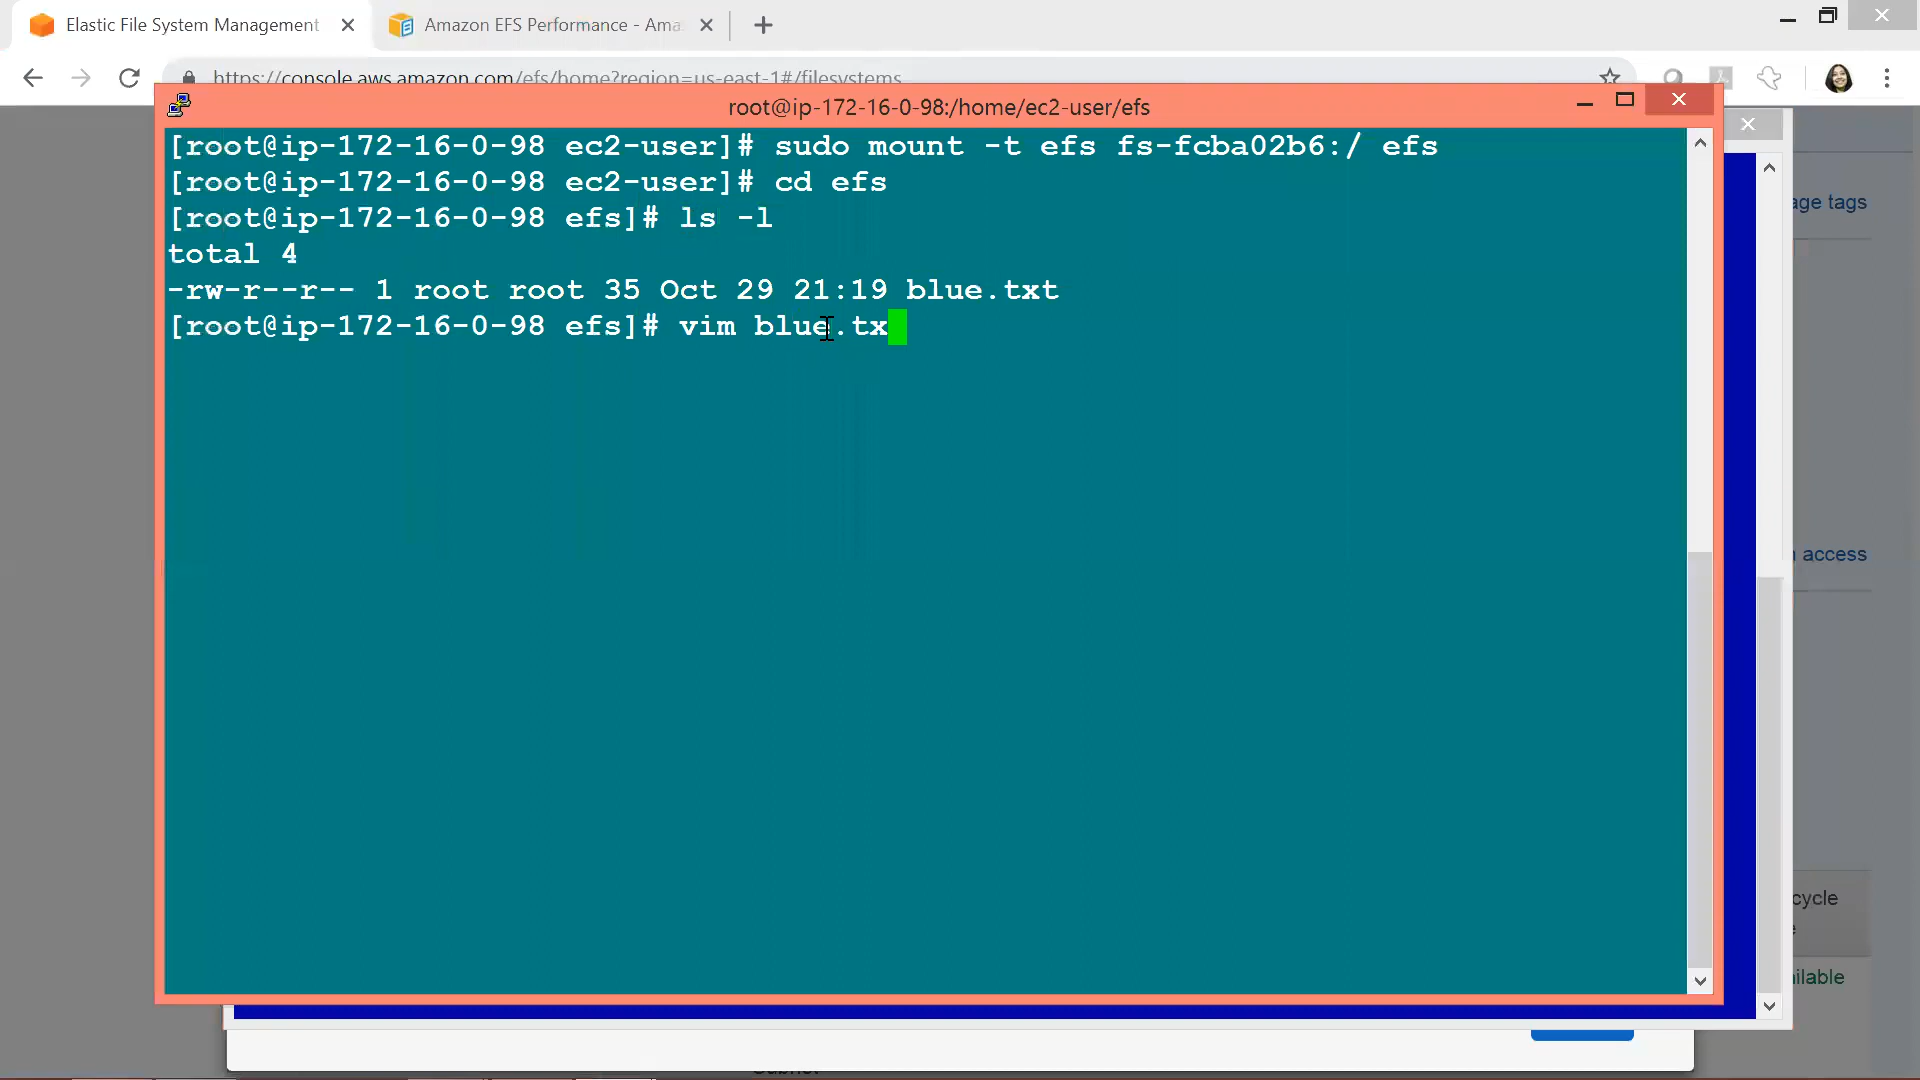 Elastic File System Management
Amazon EFS Performance - Ama
https://console.aws.amazon.com/efs/home?region=us-east-1#/filesystems
root@ip-172-16-0-98:/home/ec2-user/efs
[root@ip-172-16-0-98 ec2-user]# sudo mount -t efs fs-fcba02b6:/ efs
[root@ip-172-16-0-98 ec2-user]# cd efs
[root@ip-172-16-0-98 efs]# ls -l
total 4
-rw-r--r-- 1 root root 35 Oct 29 21:19 blue.txt
[root@ip-172-16-0-98 efs]# vim blue.tx
age tags
access
cycle
ilable